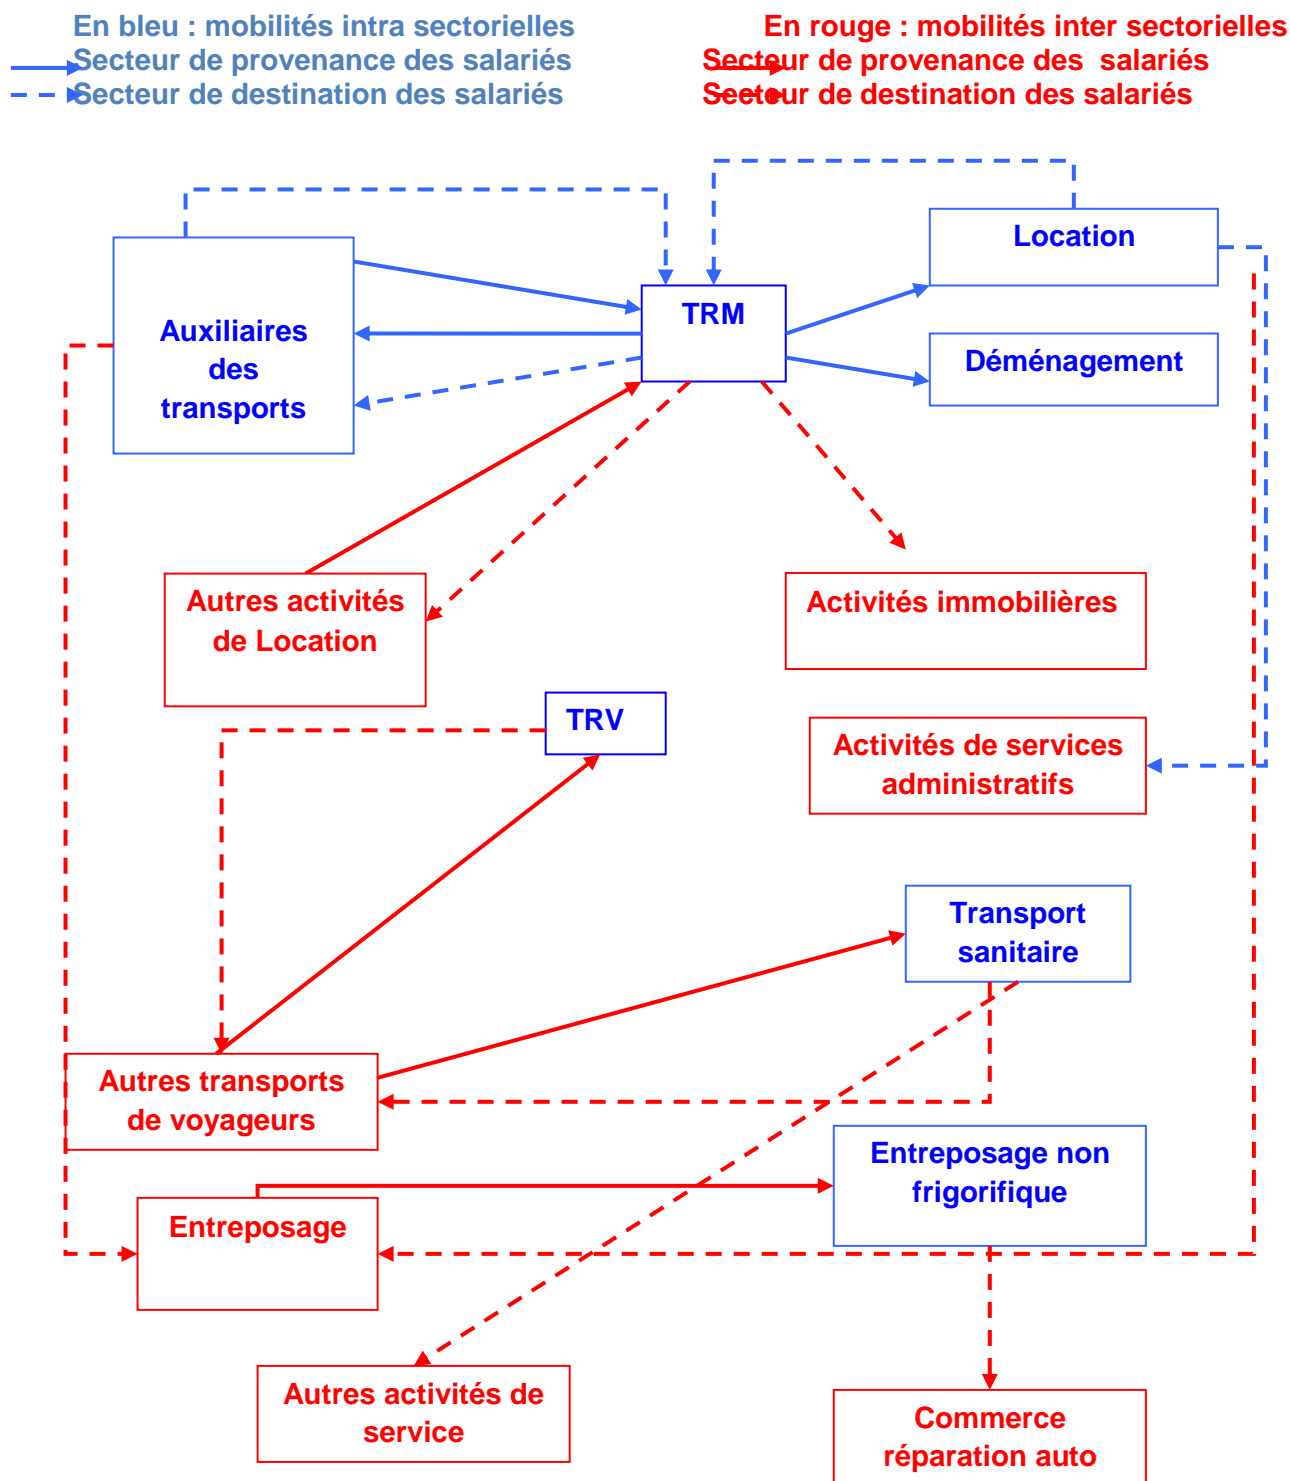 En bleu : mobilités intra sectorielles
Secteur de provenance des salariés
Secteur de destination des salariés
En rouge : mobilités inter sectorielles
Secteur de provenance des salariés
Secteur de destination des salariés
Location
TRM
Auxiliaires
des
transports
Déménagement
Autres activités
de Location
Activités immobilières
TRV
Activités de services
administratifs
Transport
sanitaire
Autres transports
de voyageurs
Entreposage non
frigorifique
Entreposage
Autres activités de
service
Commerce
réparation auto